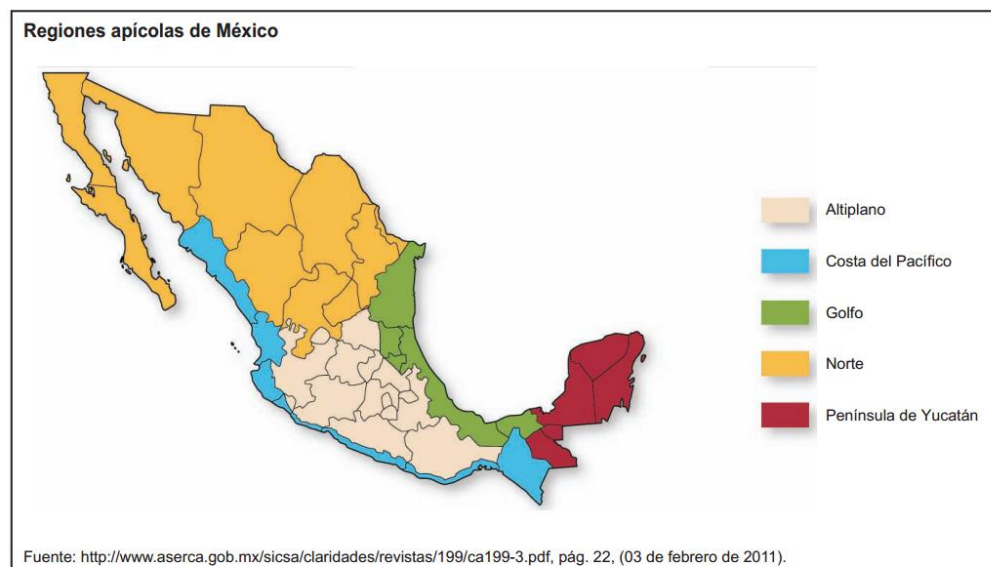 Regiones apícolas de México
Altiplano
Costa del Pacífico
Golfo
Norte
Península de Yucatán
Fuente: http://www.aserca.gob.mx/sicsa/claridades/revistas/199/ca199-3.pdf, pág. 22, (03 de febrero de 2011).